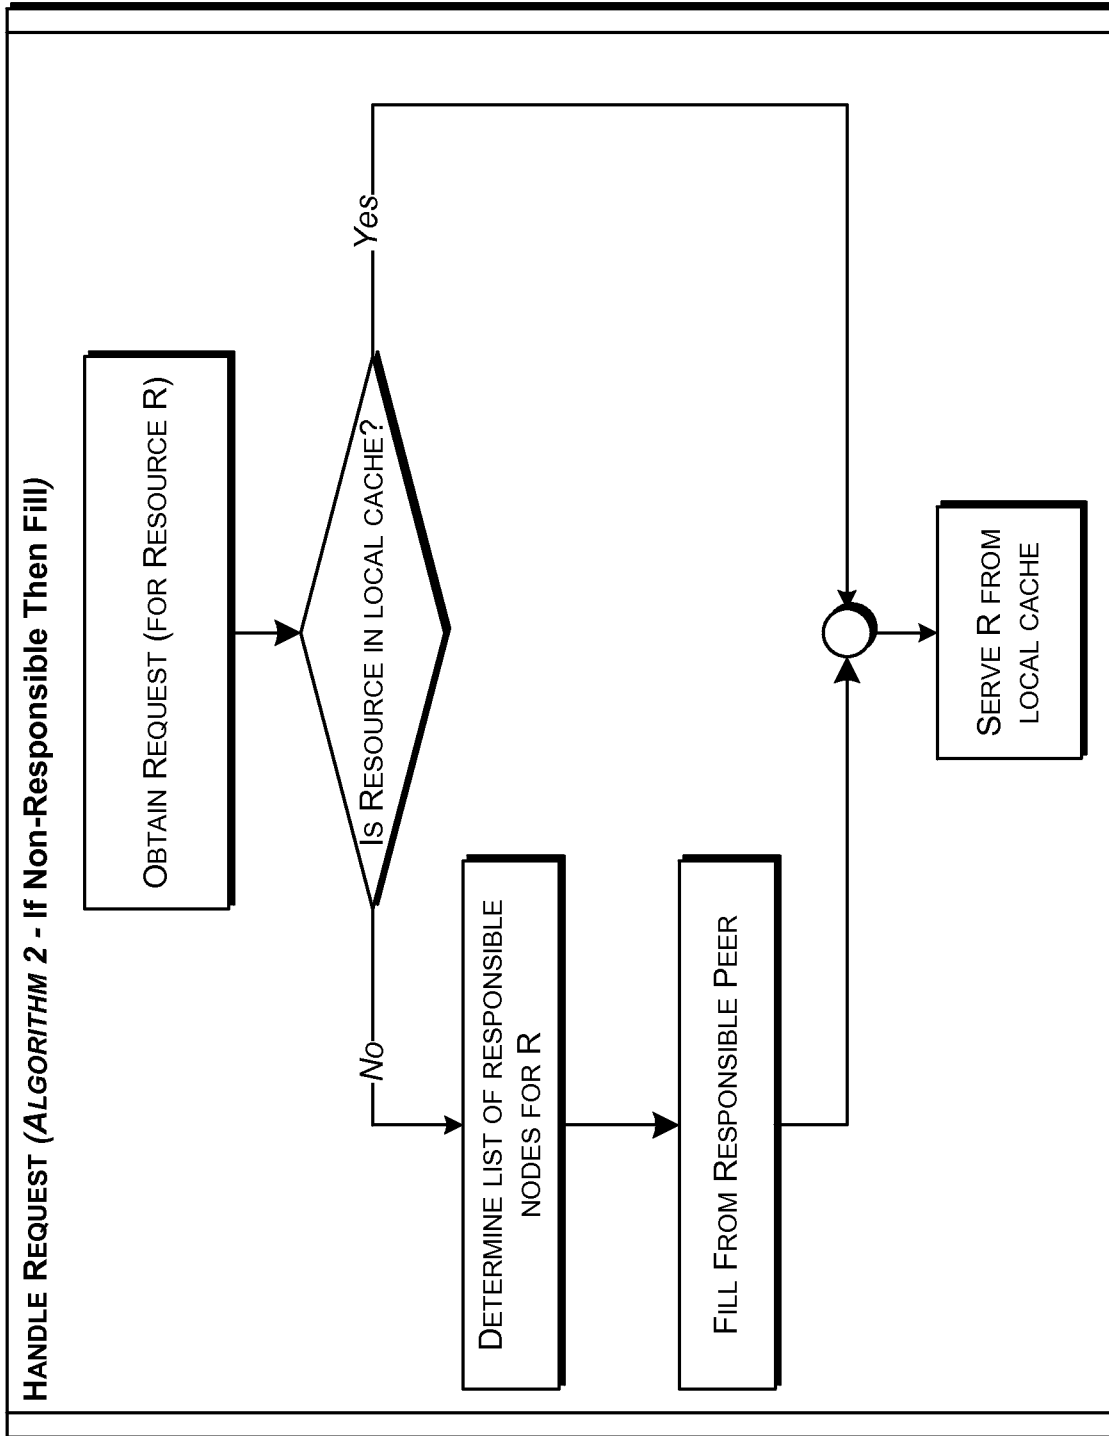 HANDLE REQUEST (ALGORITHM 2 - If Non-Responsible Then Fill)
OBTAIN REQUEST (FOR RESOURCE R)
IS RESOURCE IN LOCAL CACHE?
No
Yes
DETERMINE LIST OF RESPONSIBLE
NODES FOR R
FILL FROM RESPONSIBLE PEER
SERVE R FROM
LOCAL CACHE